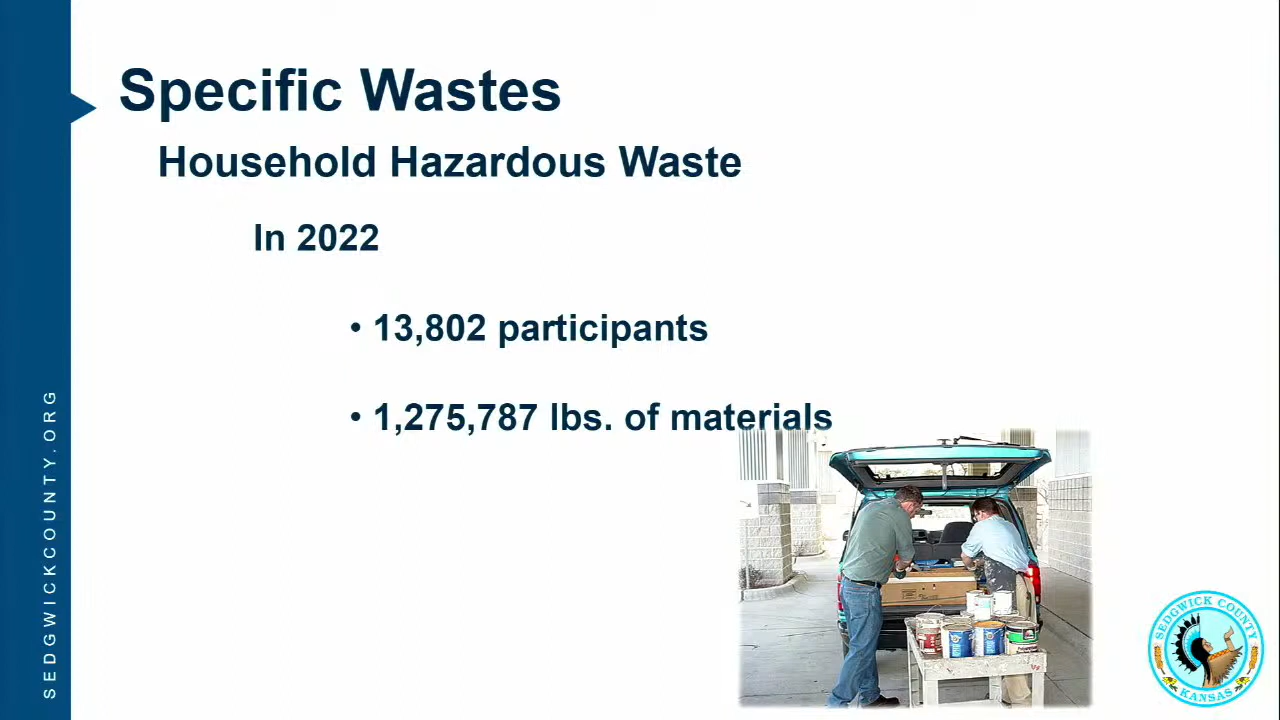 Specific Wastes
Household Hazardous Waste
In 2022
• 13,802 participants
• 1,275,787 lbs. of materials
SEDGWICKCOUNTY.ORG
SEDGWICK COUNTY
KANSAS